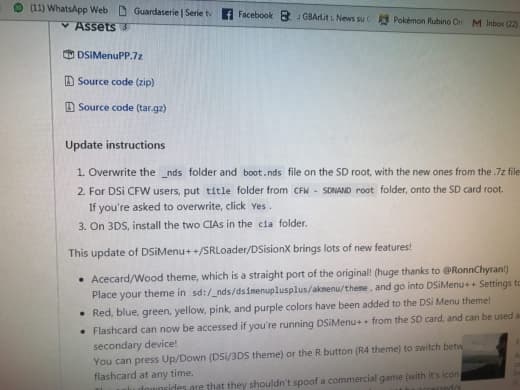 (11) WhatsApp Web Guardaserie | Serie tv Facebook GBArl.it News su Pokémon Rubino On Inbox (22)
Assets 3
DSiMenuPP.7z
Source code (zip)
Source code (tar.gz)
Update instructions
1. Overwrite the _nds folder and boot.nds file on the SD root, with the new ones from the .7z file
2. For DSi CFW users, put title folder from CFW - SDNAND root folder, onto the SD card root.
If you're asked to overwrite, click Yes .
3. On 3DS, install the two CIAs in the cia folder.
This update of DSiMenu++/SRLoader/DSisionX brings lots of new features!
• Acecard/Wood theme, which is a straight port of the original! (huge thanks to @RonnChyran!)
Place your theme in sd:/_nds/dsimenuplusplus/akmenu/theme , and go into DSiMenu++ Settings to
• Red, blue, green, yellow, pink, and purple colors have been added to the DSi Menu theme!
• Flashcard can now be accessed if you're running DSiMenu++ from the SD card, and can be used a
secondary device!
You can press Up/Down (DSi/3DS theme) or the R button (R4 theme) to switch betw
flashcard at any time.
downsides are that they shouldn't spoof a commercial game (with it's icon